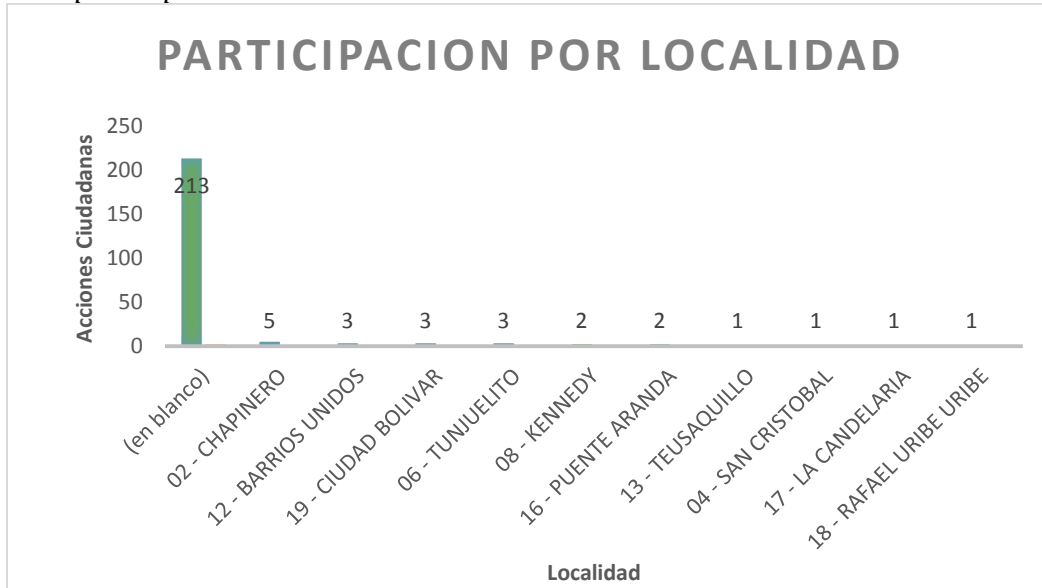 PARTICIPACION POR LOCALIDAD
Acciones Ciudadanas
250
200
150
100
50
0
213
5
3
3
3
2
2
1
1
1
1
(en blanco)
02 - CHAPINERO
12 - BARRIOS UNIDOS
19 - CIUDAD BOLIVAR
06 - TUNJUELITO
08 - KENNEDY
16 - PUENTE ARANDA
13 - TEUSAQUILLO
04 - SAN CRISTOBAL
17 - LA CANDELARIA
18 - RAFAEL URIBE URIBE
Localidad